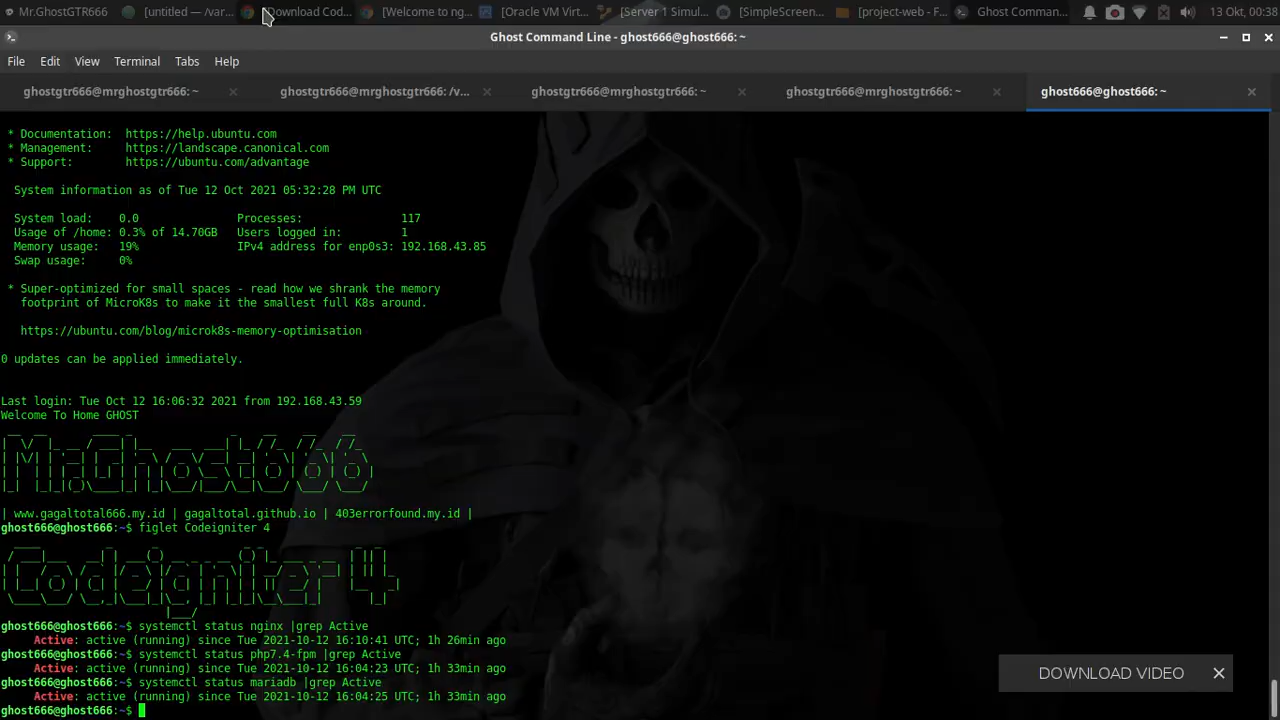 Mr.GhostGTR666 [untitled — /var... [Download Cod... [Welcome to ng... [Oracle VM Virt... [Server 1 Simul... [SimpleScreen... [project-web - F... Ghost Comman... 13 Okt, 00:38
Ghost Command Line - ghost666@ghost666: ~
File Edit View Terminal Tabs Help
ghostgtr666@mrghostgtr666: ~ ghostgtr666@mrghostgtr666: /v... ghostgtr666@mrghostgtr666: ~ ghostgtr666@mrghostgtr666: ~ ghost666@ghost666: ~
* Documentation: https://help.ubuntu.com
* Management: https://landscape.canonical.com
* Support: https://ubuntu.com/advantage
System information as of Tue 12 Oct 2021 05:32:28 PM UTC
System load: 0.0 Processes: 117
Usage of /home: 0.3% of 14.70GB Users logged in: 1
Memory usage: 19% IPv4 address for enp0s3: 192.168.43.85
Swap usage: 0%
* Super-optimized for small spaces - read how we shrank the memory
footprint of MicroK8s to make it the smallest full K8s around.
https://ubuntu.com/blog/microk8s-memory-optimisation
0 updates can be applied immediately.
Last login: Tue Oct 12 16:06:32 2021 from 192.168.43.59
Welcome To Home GHOST
Mr.Ghost666
| www.gagaltotal666.my.id | gagaltotal.github.io | 403errorfound.my.id |
ghost666@ghost666:~$ figlet Codeigniter 4
Codeigniter 4
ghost666@ghost666:~$ systemctl status nginx |grep Active
Active: active (running) since Tue 2021-10-12 16:10:41 UTC; 1h 26min ago
ghost666@ghost666:~$ systemctl status php7.4-fpm |grep Active
Active: active (running) since Tue 2021-10-12 16:04:23 UTC; 1h 33min ago
ghost666@ghost666:~$ systemctl status mariadb |grep Active
Active: active (running) since Tue 2021-10-12 16:04:25 UTC; 1h 33min ago
ghost666@ghost666:~$
DOWNLOAD VIDEO